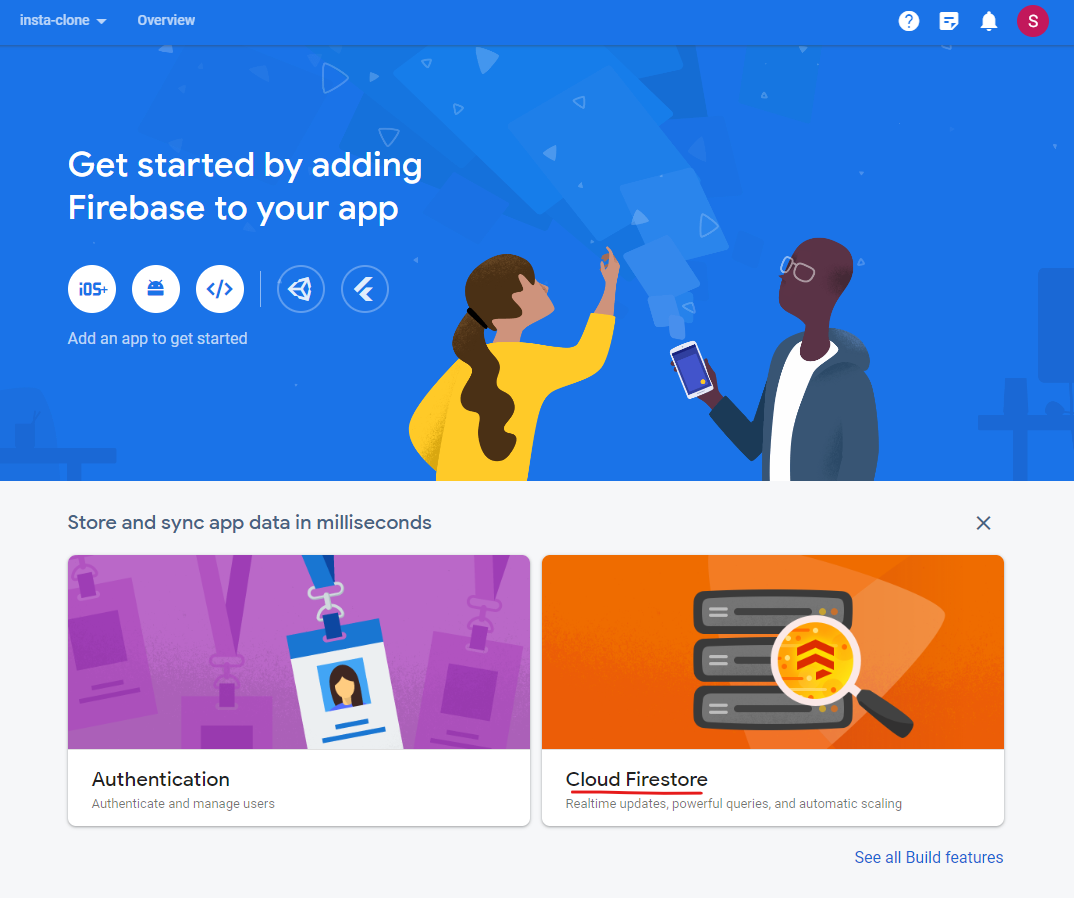 insta-clone Overview
? S
Get started by adding
Firebase to your app
iOS+ </>
Add an app to get started
Store and sync app data in milliseconds
Authentication
Authenticate and manage users
Cloud Firestore
Realtime updates, powerful queries, and automatic scaling
See all Build features